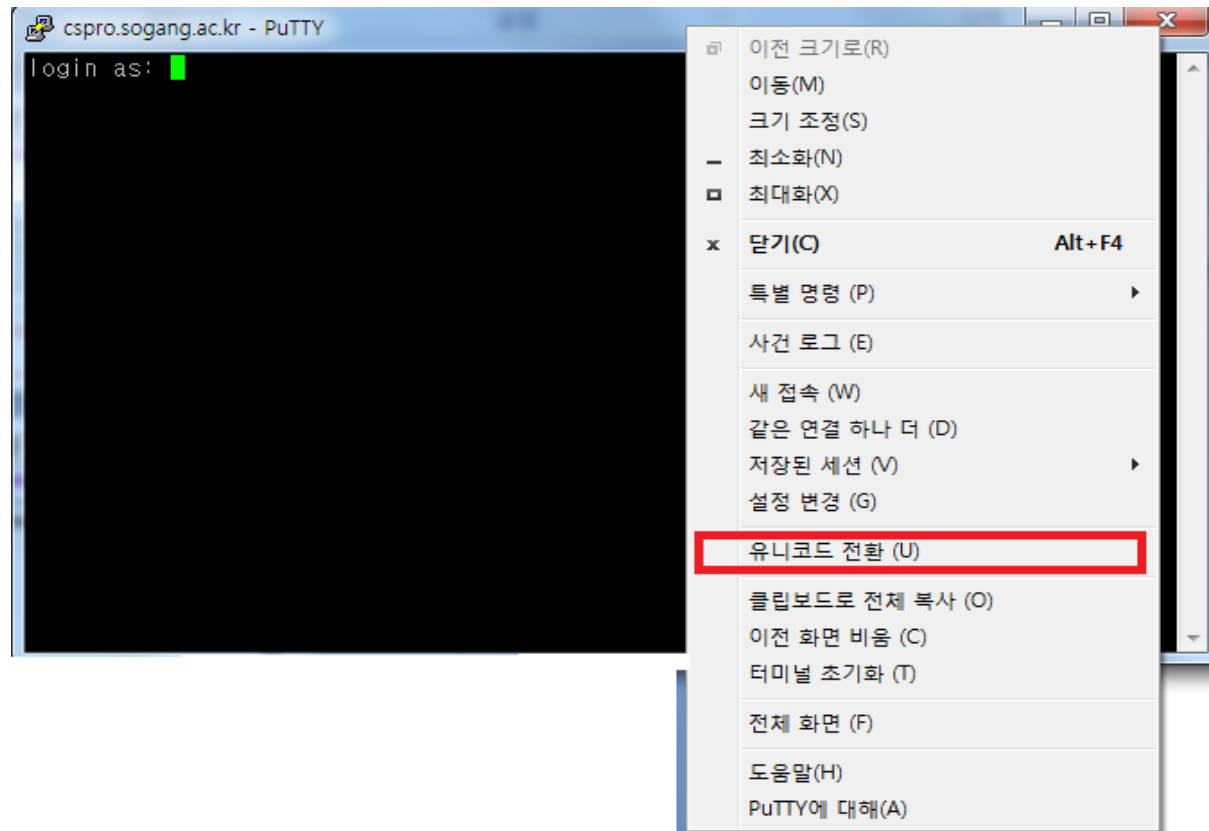 cspro.sogang.ac.kr - PuTTY
login as:
이전 크기로(R)
이동(M)
크기 조정(S)
최소화(N)
최대화(X)
닫기(C) Alt+F4
특별 명령 (P)
사건 로그 (E)
새 접속 (W)
같은 연결 하나 더 (D)
저장된 세션 (V)
설정 변경 (G)
유니코드 전환 (U)
클립보드로 전체 복사 (O)
이전 화면 비움 (C)
터미널 초기화 (T)
전체 화면 (F)
도움말(H)
PuTTY에 대해(A)